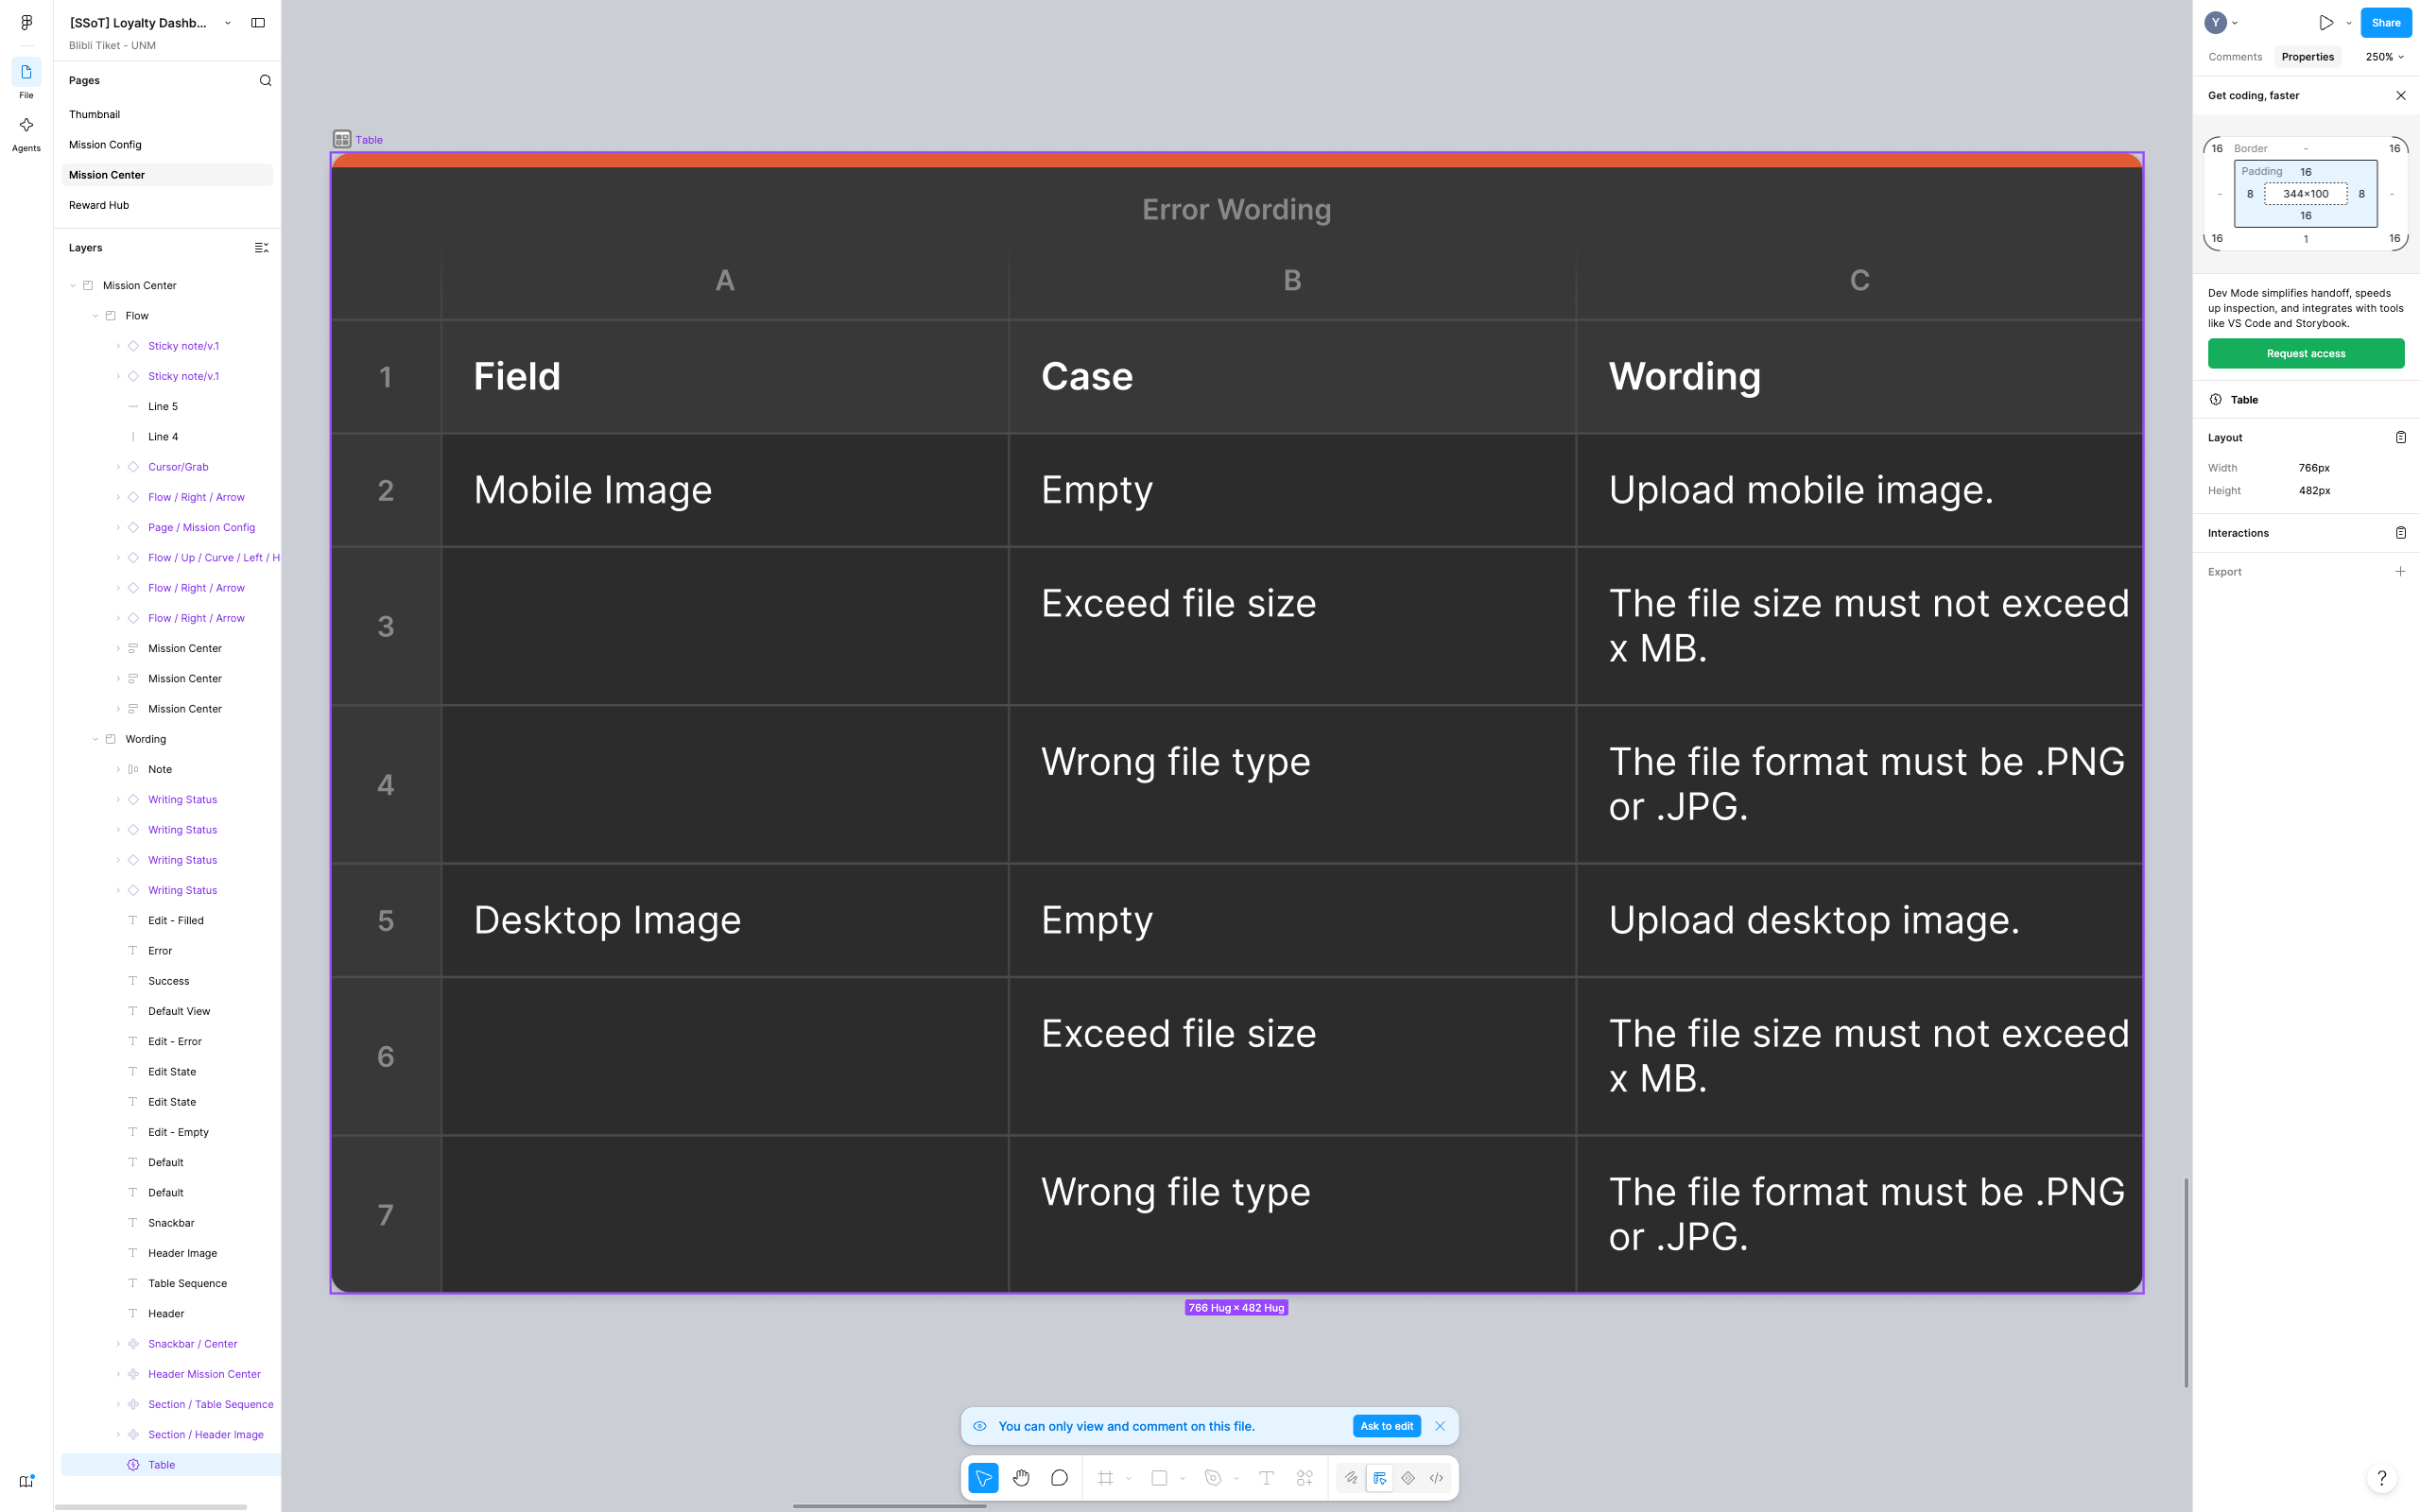 [SSoT] Loyalty Dashb...
Blibli Tiket - UNM
File
Agents
Pages
Thumbnail
Mission Config
Mission Center
Reward Hub
Layers
Mission Center
Flow
Sticky note/v.1
Sticky note/v.1
Line 5
Line 4
Cursor/Grab
Flow / Right / Arrow
Page / Mission Config
Flow / Up / Curve / Left / H
Flow / Right / Arrow
Flow / Right / Arrow
Mission Center
Mission Center
Mission Center
Wording
Note
Writing Status
Writing Status
Writing Status
Writing Status
Edit - Filled
Error
Success
Default View
Edit - Error
Edit State
Edit State
Edit - Empty
Default
Default
Snackbar
Header Image
Table Sequence
Header
Snackbar / Center
Header Mission Center
Section / Table Sequence
Section / Header Image
Table
Table
Error Wording
A B C
1 Field Case Wording
2 Mobile Image Empty Upload mobile image.
3 Exceed file size The file size must not exceed
x MB.
4 Wrong file type The file format must be .PNG
or .JPG.
5 Desktop Image Empty Upload desktop image.
6 Exceed file size The file size must not exceed
x MB.
7 Wrong file type The file format must be .PNG
or .JPG.
766 Hug × 482 Hug
You can only view and comment on this file.
Ask to edit
Y
Share
Comments
Properties
250%
Get coding, faster
16 Border - 16
Padding 16
- 8 344×100 8 -
16
16 1 16
Dev Mode simplifies handoff, speeds
up inspection, and integrates with tools
like VS Code and Storybook.
Request access
Table
Layout
Width 766px
Height 482px
Interactions
Export
?